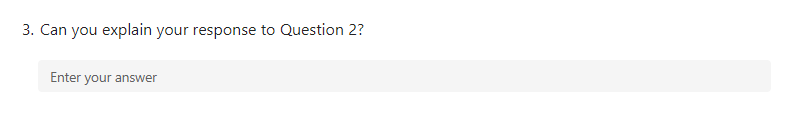 3. Can you explain your response to Question 2?
Enter your answer